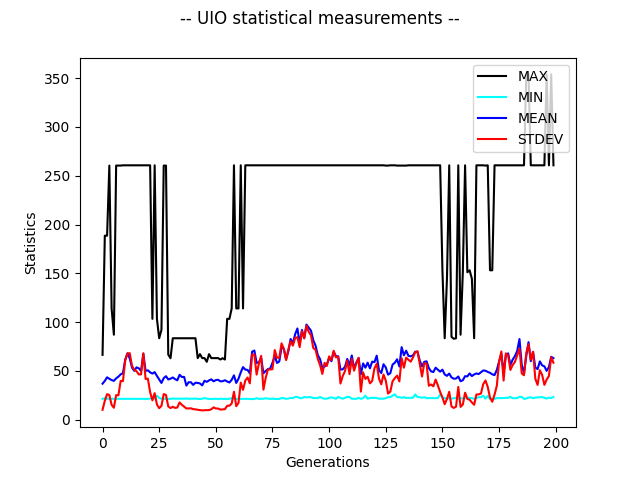 -- UIO statistical measurements --
MAX
MIN
MEAN
STDEV
Statistics
350
300
250
200
150
100
50
0
0 25 50 75 100 125 150 175 200
Generations